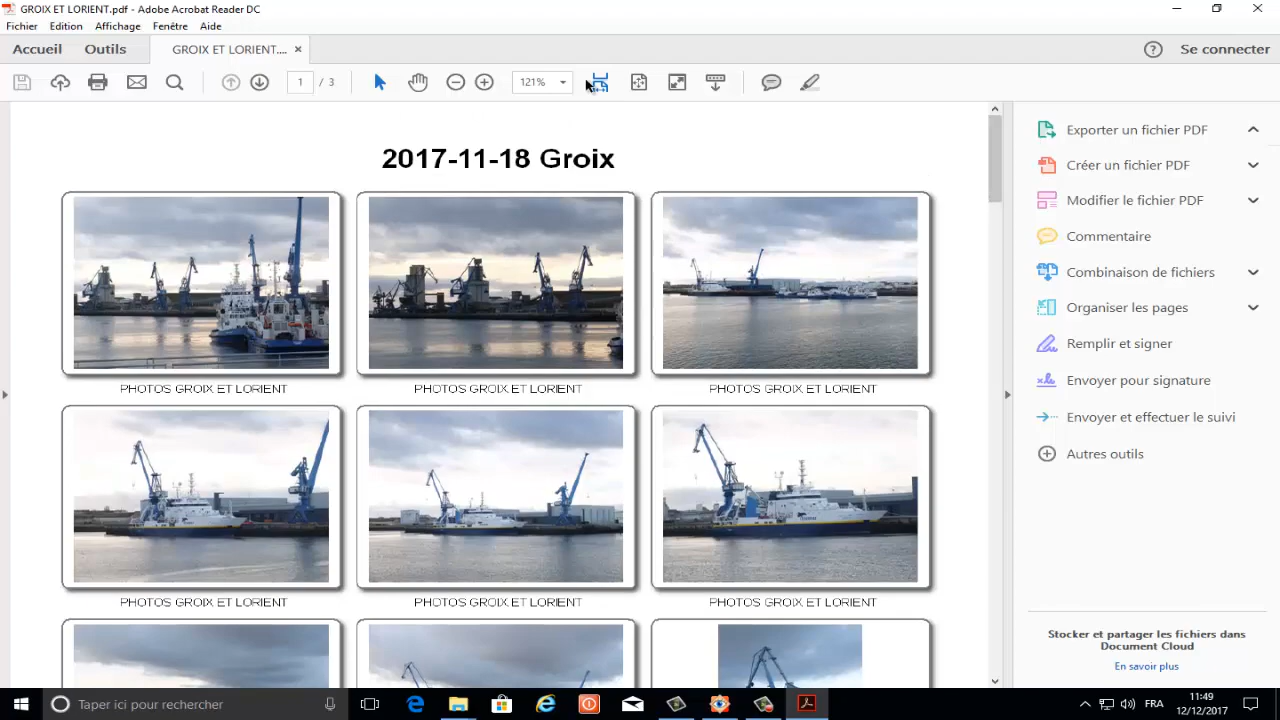 GROIX ET LORIENT.pdf - Adobe Acrobat Reader DC
Fichier Edition Affichage Fenêtre Aide
Accueil Outils GROIX ET LORIENT.... × ? Se connecter
1 / 3 121%
2017-11-18 Groix
PHOTOS GROIX ET LORIENT PHOTOS GROIX ET LORIENT PHOTOS GROIX ET LORIENT
PHOTOS GROIX ET LORIENT PHOTOS GROIX ET LORIENT PHOTOS GROIX ET LORIENT
Exporter un fichier PDF
Créer un fichier PDF
Modifier le fichier PDF
Commentaire
Combinaison de fichiers
Organiser les pages
Remplir et signer
Envoyer pour signature
Envoyer et effectuer le suivi
Autres outils
Stocker et partager les fichiers dans
Document Cloud
En savoir plus
Taper ici pour rechercher
FRA
11:49
12/12/2017